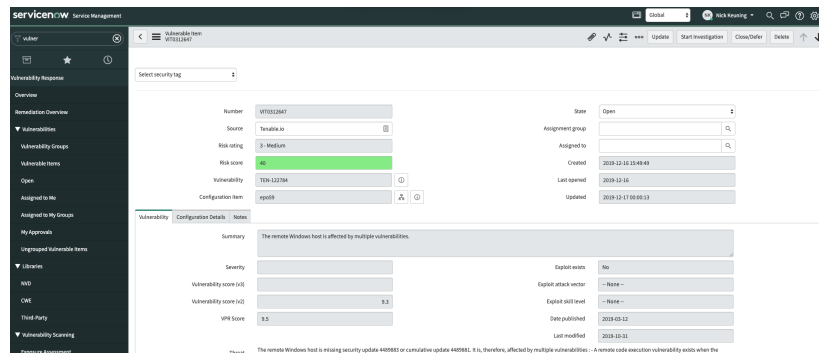 servicenow Service Management
Global
NK Nick Keuning
vulner
Vulnerable Item
VIT0312647
Update
Start Investigation
Close/Defer
Delete
Select security tag
Vulnerability Response
Overview
Remediation Overview
Vulnerabilities
Vulnerability Groups
Vulnerable Items
Open
Assigned to Me
Assigned to My Groups
My Approvals
Ungrouped Vulnerable Items
Libraries
NVD
CWE
Third-Party
Vulnerability Scanning
Exposure Assessment
Number VIT0312647
Source Tenable.io
Risk rating 3 - Medium
Risk score 40
Vulnerability TEN-122784
Configuration item epo59
State Open
Assignment group
Assigned to
Created 2019-12-16 15:49:49
Last opened 2019-12-16
Updated 2019-12-17 00:00:13
Vulnerability Configuration Details Notes
Summary The remote Windows host is affected by multiple vulnerabilities.
Severity
Vulnerability score (v3)
Vulnerability score (v2) 9.3
VPR Score 9.5
Exploit exists No
Exploit attack vector -- None --
Exploit skill level -- None --
Date published 2019-03-12
Last modified 2019-10-31
Threat The remote Windows host is missing security update 4489883 or cumulative update 4489881. It is, therefore, affected by multiple vulnerabilities : - A remote code execution vulnerability exists when the